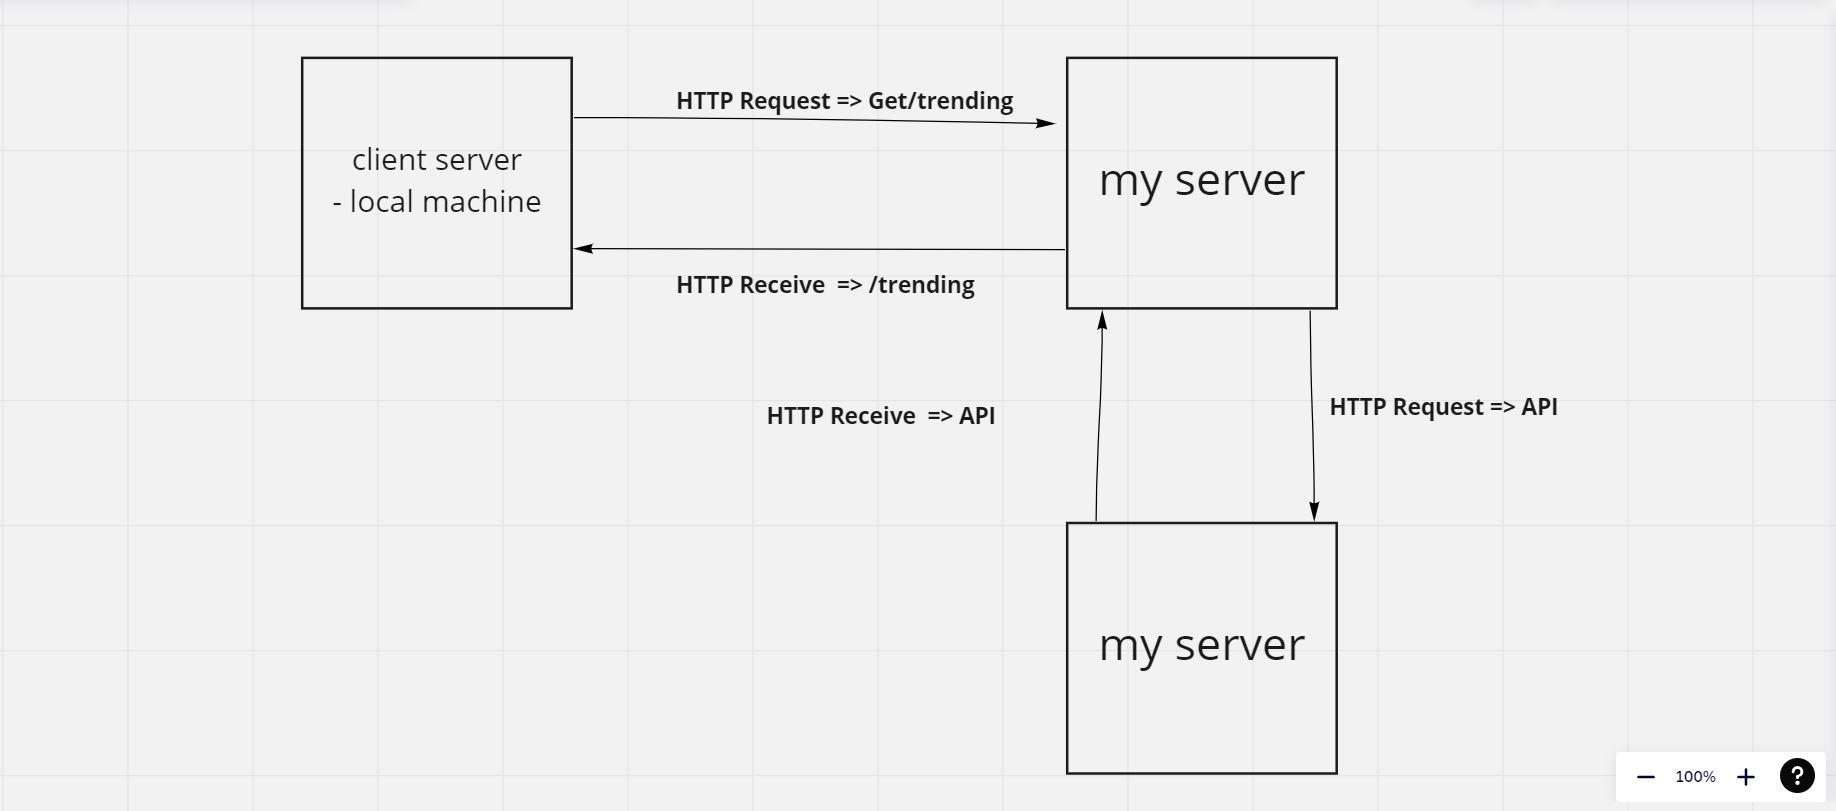 HTTP Request => Get/trending
client server
- local machine
my server
HTTP Receive  => /trending
HTTP Receive  => API
HTTP Request => API
my server
100%
?